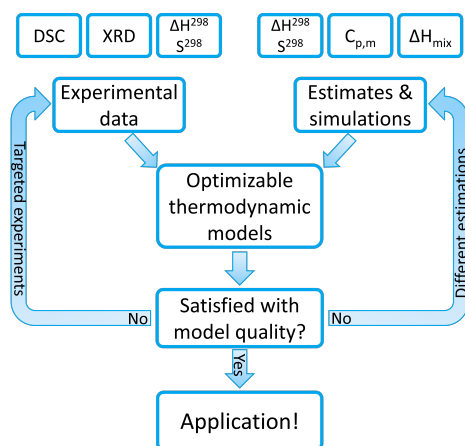 DSC
XRD
ΔH²⁹⁸
S²⁹⁸
ΔH²⁹⁸
S²⁹⁸
Cp,m
ΔHmix
Experimental
data
Estimates &
simulations
Targeted experiments
Different estimations
Optimizable
thermodynamic
models
Satisfied with
model quality?
No
No
Yes
Application!